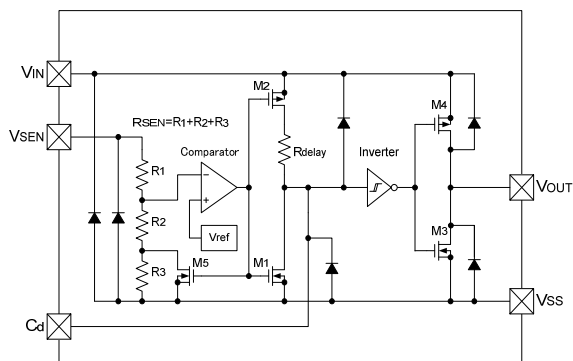 VIN
M2
M4
RSEN=R1+R2+R3
VSEN
Comparator
Rdelay
Inverter
R1
−
+
VOUT
R2
Vref
M3
R3
M5
M1
VSS
Cd